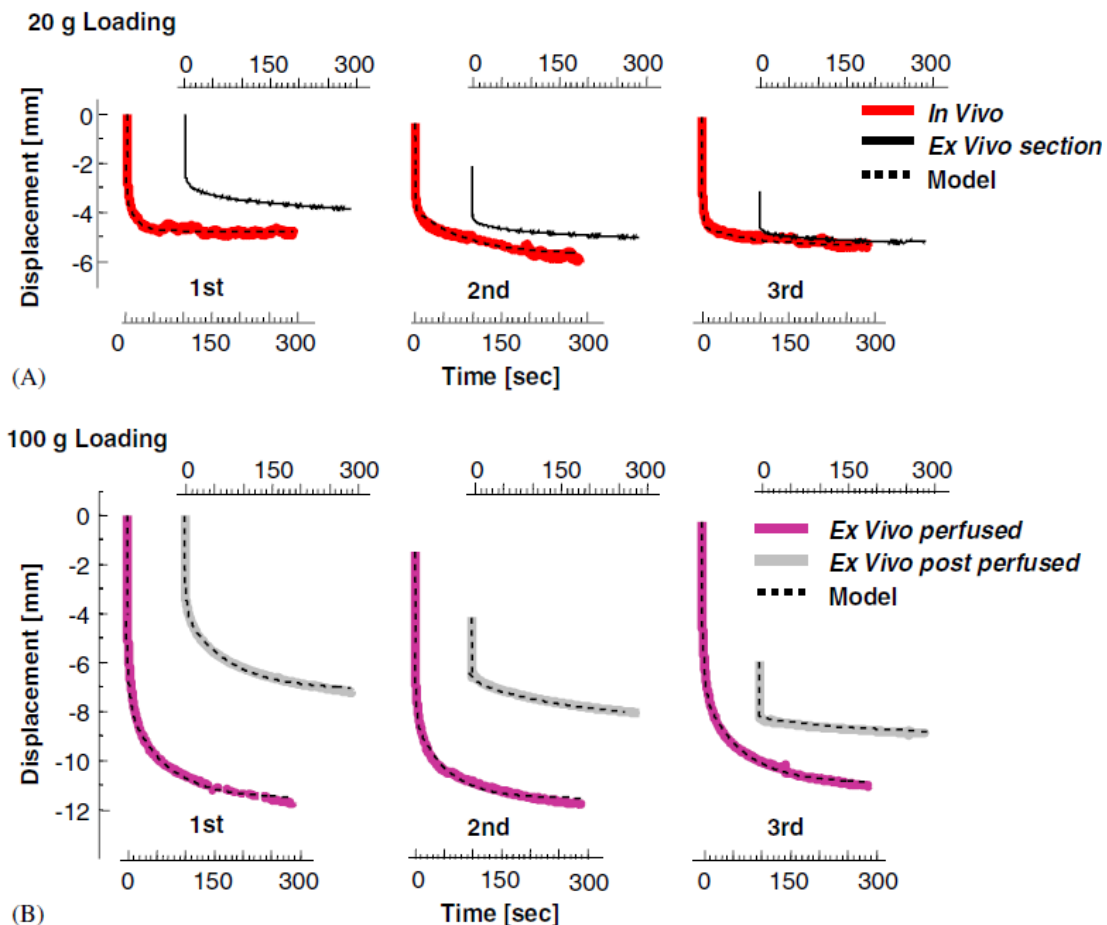 20 g Loading
0 150 300 0 150 300 0 150 300
Displacement [mm]
0
-2
-4
-6
In Vivo
Ex Vivo section
Model
1st 2nd 3rd
0 150 300 0 150 300 0 150 300
Time [sec]
(A)
100 g Loading
0 150 300 0 150 300 0 150 300
Displacement [mm]
0
-2
-4
-6
-8
-10
-12
Ex Vivo perfused
Ex Vivo post perfused
Model
1st 2nd 3rd
0 150 300 0 150 300 0 150 300
Time [sec]
(B)